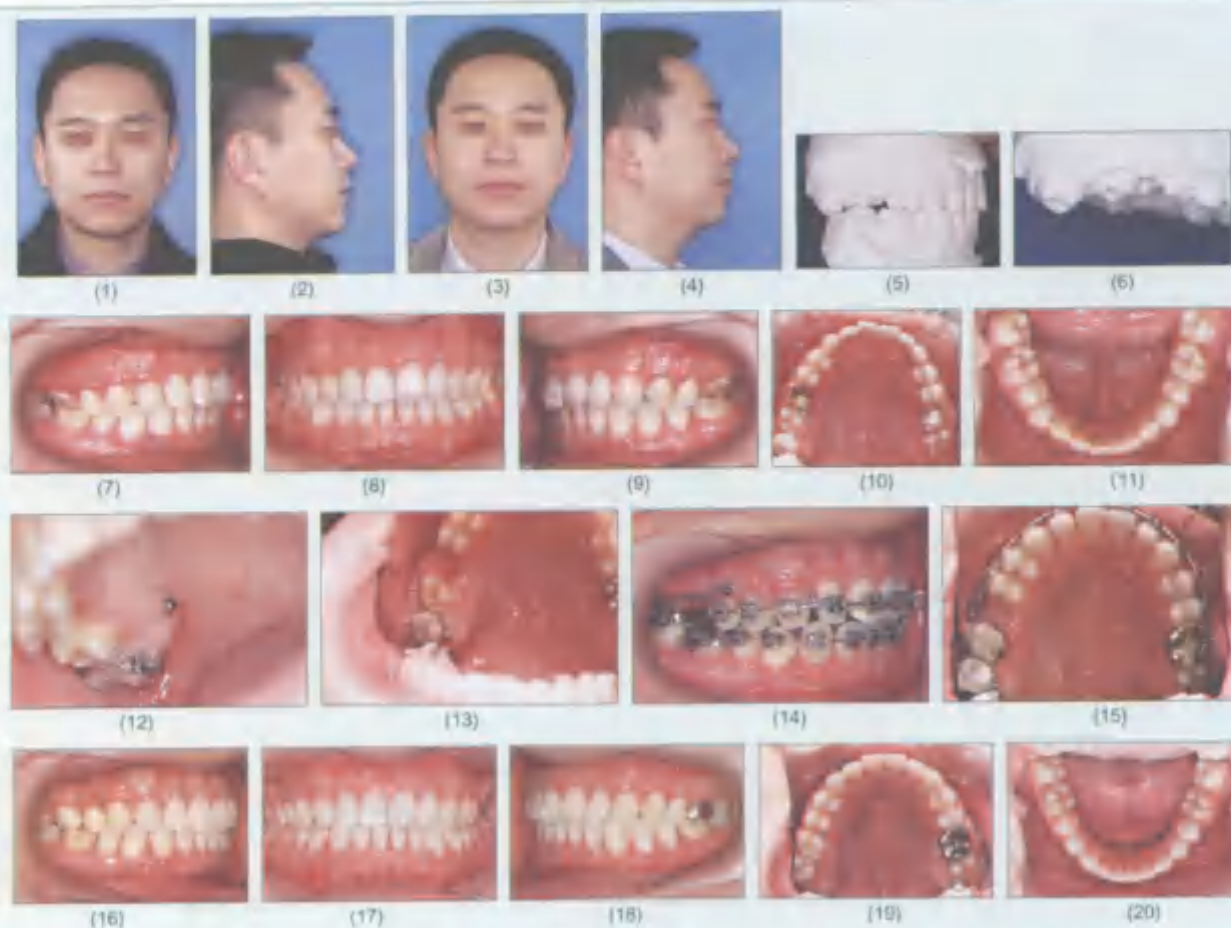 (1) (2) (3) (4) (5) (6)
(7) (8) (9) (10) (11)
(12) (13) (14) (15)
(16) (17) (18) (19) (20)